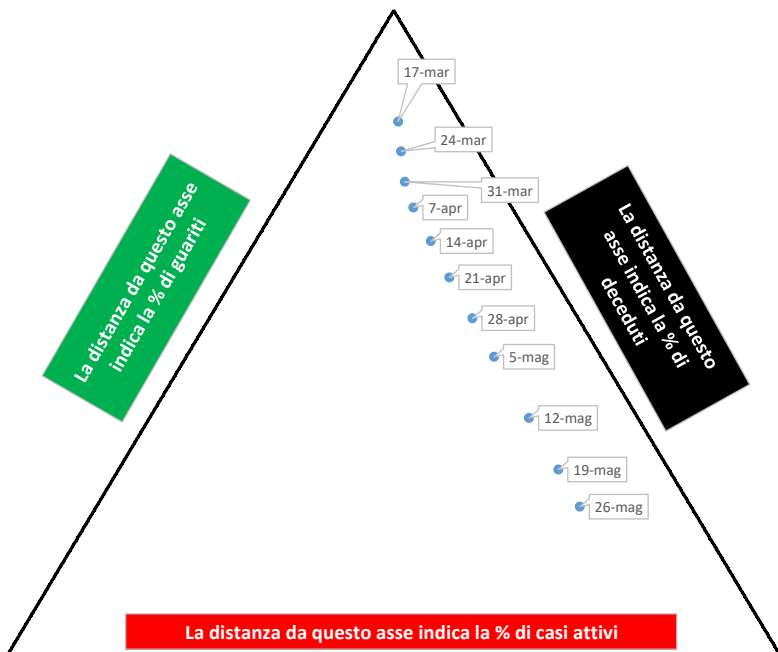 17-mar
24-mar
31-mar
7-apr
14-apr
21-apr
28-apr
5-mag
12-mag
19-mag
26-mag
La distanza da questo asse
indica la % di guariti
La distanza da questo
asse indica la % di
deceduti
La distanza da questo asse indica la % di casi attivi